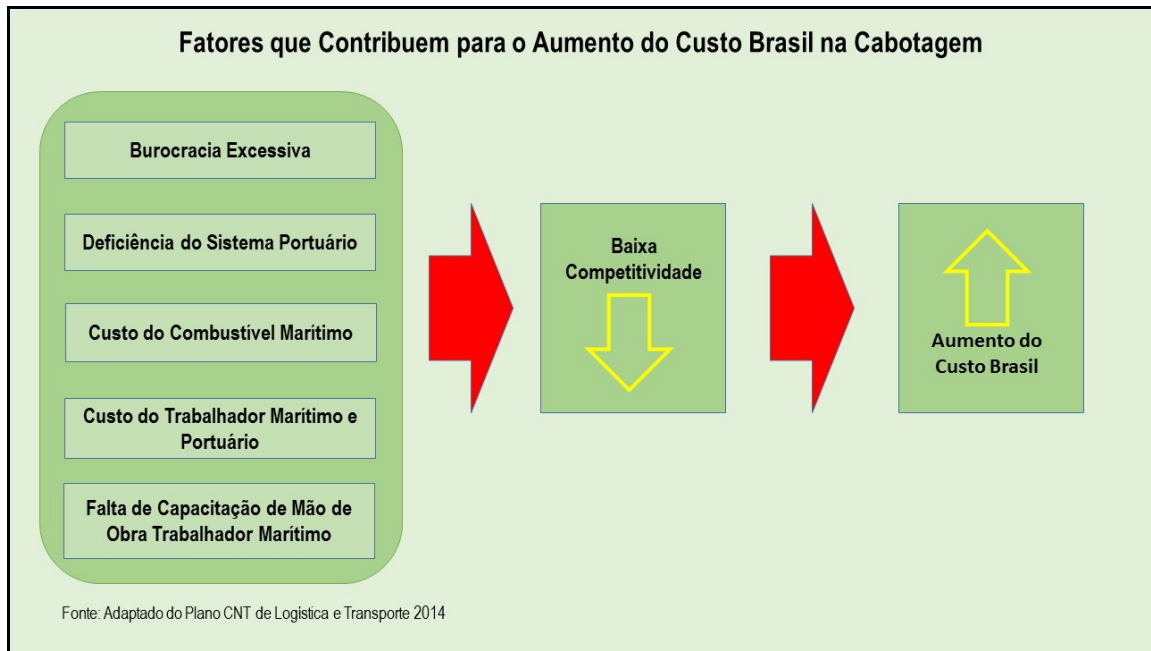 Fatores que Contribuem para o Aumento do Custo Brasil na Cabotagem
Burocracia Excessiva
Deficiência do Sistema Portuário
Custo do Combustível Marítimo
Custo do Trabalhador Marítimo e
Portuário
Falta de Capacitação de Mão de
Obra Trabalhador Marítimo
Baixa
Competitividade
Aumento do
Custo Brasil
Fonte: Adaptado do Plano CNT de Logística e Transporte 2014